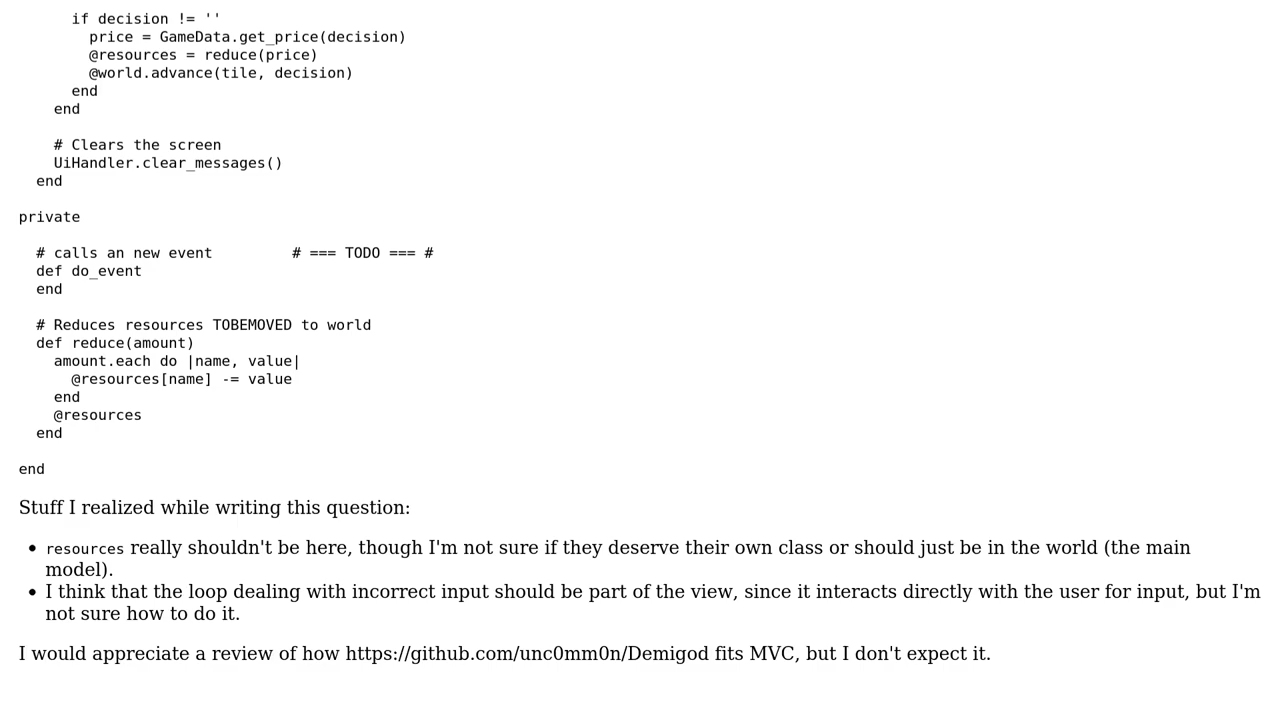 if decision != ''
        price = GameData.get_price(decision)
        @resources = reduce(price)
        @world.advance(tile, decision)
      end
    end

    # Clears the screen
    UiHandler.clear_messages()
  end

private

  # calls an new event         # === TODO === #
  def do_event
  end

  # Reduces resources TOBEMOVED to world
  def reduce(amount)
    amount.each do |name, value|
      @resources[name] -= value
    end
    @resources
  end

end
Stuff I realized while writing this question:
• resources really shouldn't be here, though I'm not sure if they deserve their own class or should just be in the world (the main
model).
• I think that the loop dealing with incorrect input should be part of the view, since it interacts directly with the user for input, but I'm
not sure how to do it.
I would appreciate a review of how https://github.com/unc0mm0n/Demigod fits MVC, but I don't expect it.